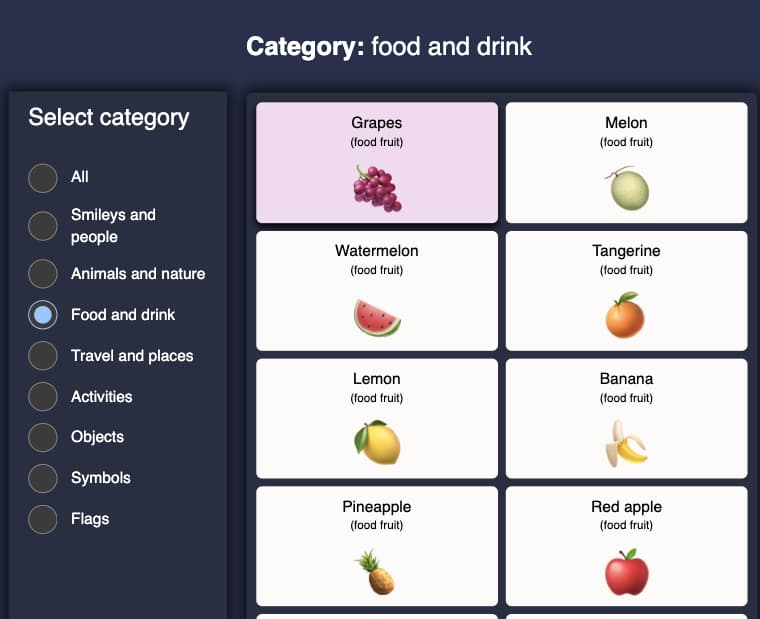 Category: food and drink
Select category
All
Smileys and
people
Animals and nature
Food and drink
Travel and places
Activities
Objects
Symbols
Flags
Grapes
(food fruit)
Melon
(food fruit)
Watermelon
(food fruit)
Tangerine
(food fruit)
Lemon
(food fruit)
Banana
(food fruit)
Pineapple
(food fruit)
Red apple
(food fruit)